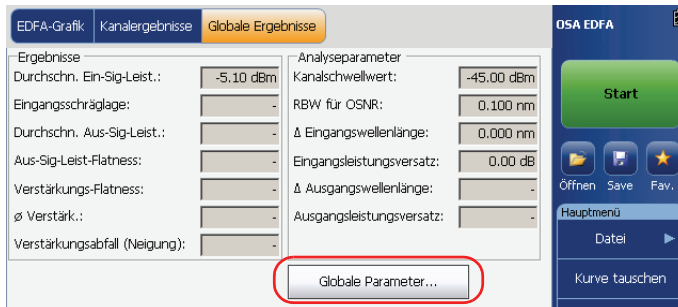 EDFA-Grafik Kanalergebnisse Globale Ergebnisse
Ergebnisse
Durchschn. Ein-Sig-Leist.: -5.10 dBm
Eingangsschräglage: -
Durchschn. Aus-Sig-Leist.: -
Aus-Sig-Leist-Flatness: -
Verstärkungs-Flatness: -
ø Verstärk.: -
Verstärkungsabfall (Neigung): -
Analyseparameter
Kanalschwellwert: -45.00 dBm
RBW für OSNR: 0.100 nm
Δ Eingangswellenlänge: 0.000 nm
Eingangsleistungsversatz: 0.00 dB
Δ Ausgangswellenlänge: -
Ausgangsleistungsversatz: -
Globale Parameter...
OSA EDFA
Start
Öffnen Save Fav.
Hauptmenü
Datei
Kurve tauschen